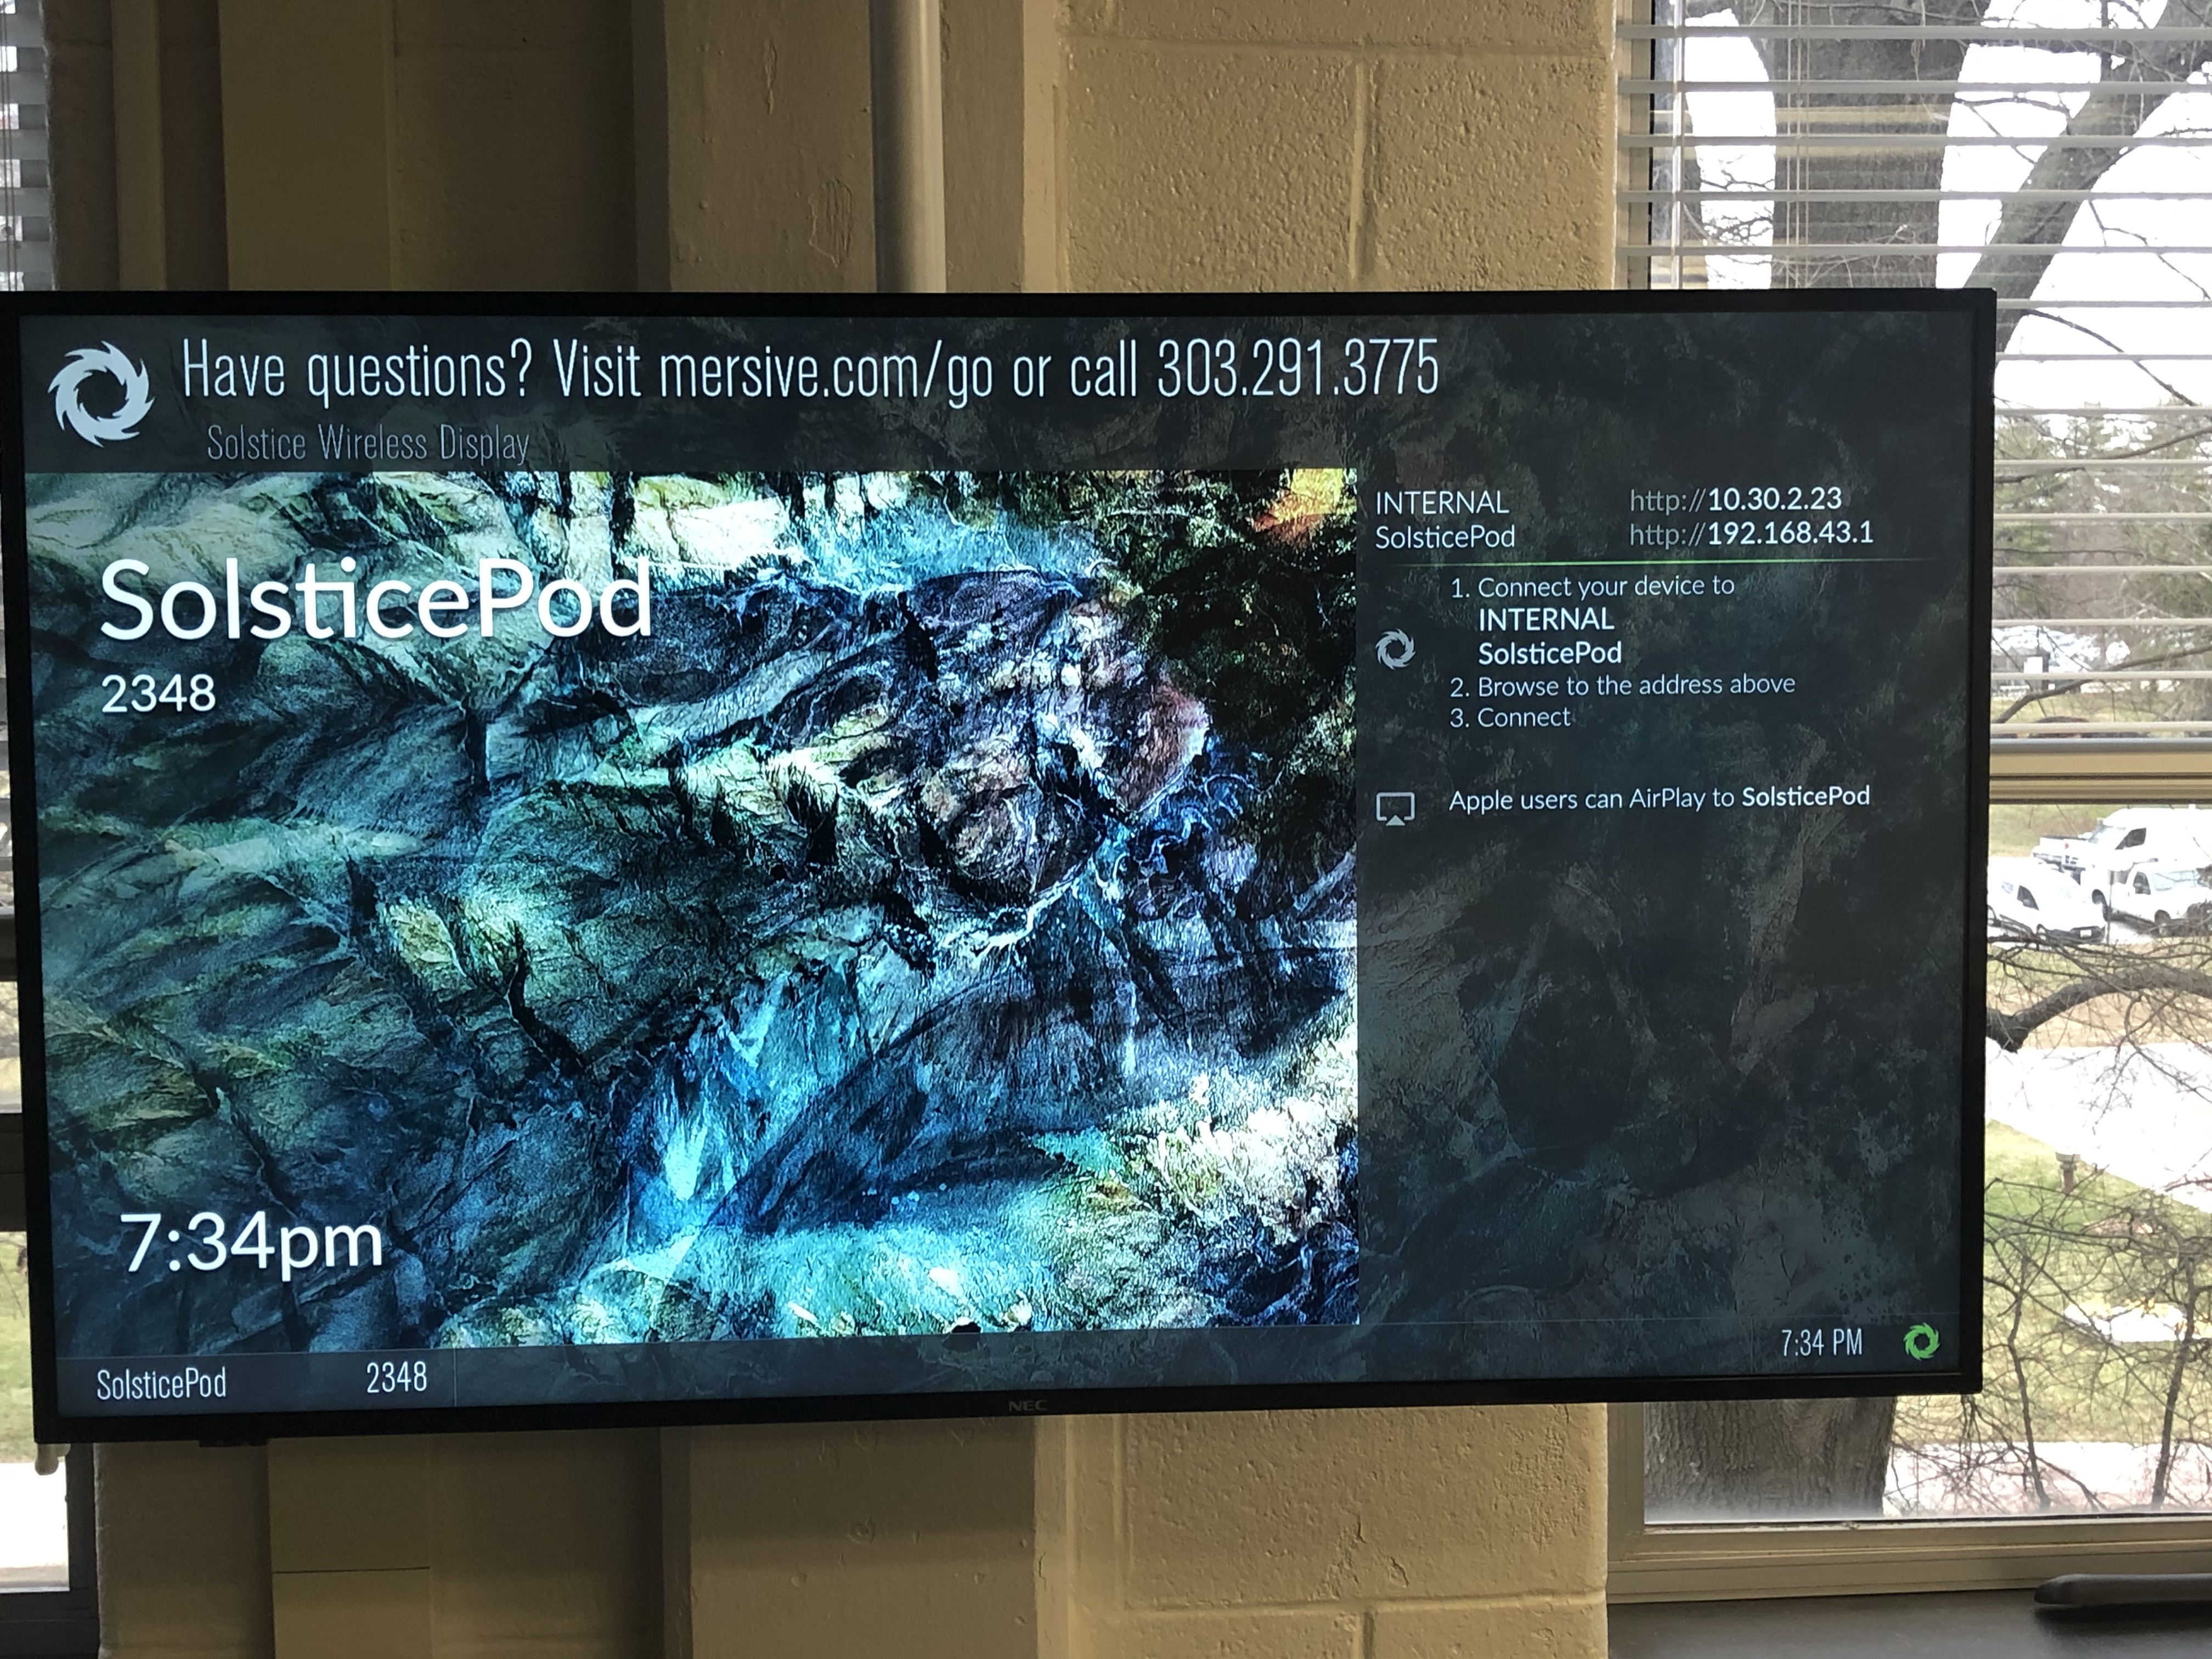 Have questions? Visit mersive.com/go or call 303.291.3775
Solstice Wireless Display
SolsticePod
2348
7:34pm
INTERNAL http://10.30.2.23
SolsticePod http://192.168.43.1
1. Connect your device to
INTERNAL
SolsticePod
2. Browse to the address above
3. Connect
Apple users can AirPlay to SolsticePod
SolsticePod 2348
7:34 PM
NEC